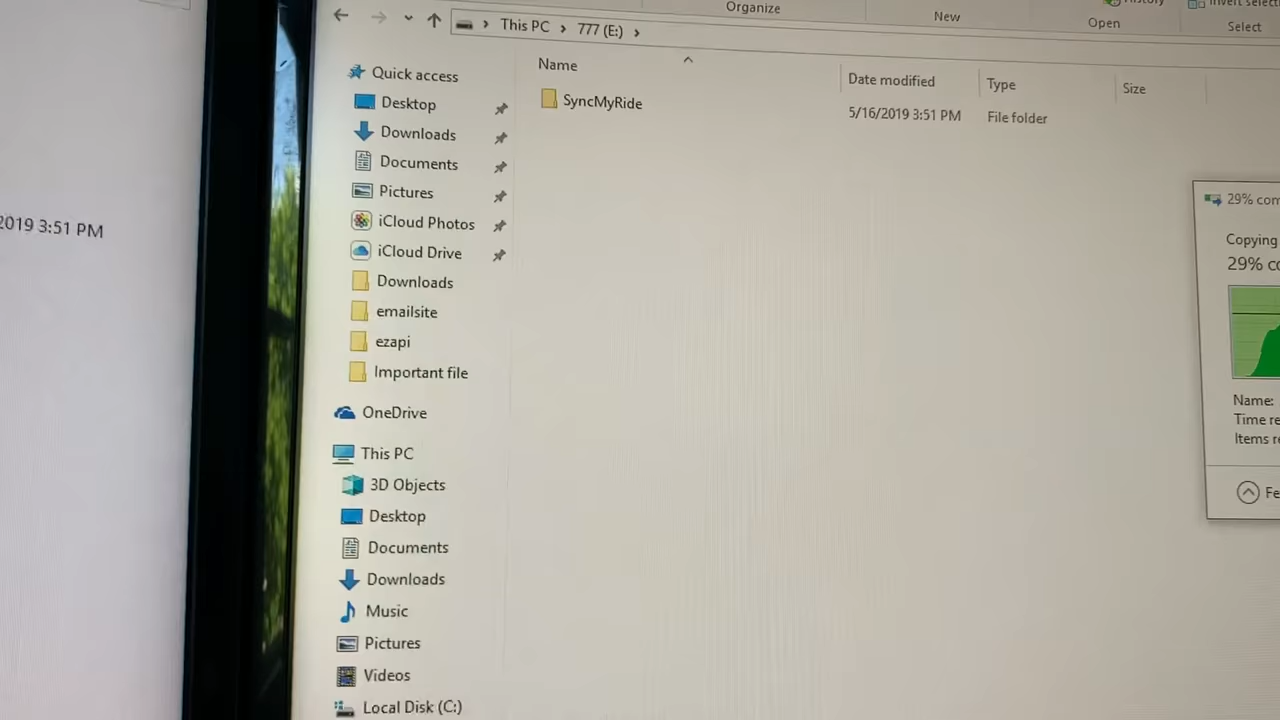 Organize
New
Open
Select
This PC > 777 (E:) >
Name
Date modified
Type
Size
SyncMyRide
5/16/2019 3:51 PM
File folder
2019 3:51 PM
Quick access
Desktop
Downloads
Documents
Pictures
iCloud Photos
iCloud Drive
Downloads
emailsite
ezapi
Important file
OneDrive
This PC
3D Objects
Desktop
Documents
Downloads
Music
Pictures
Videos
Local Disk (C:)
29% com
Copying
29% co
Name:
Time re
Items re
Fe